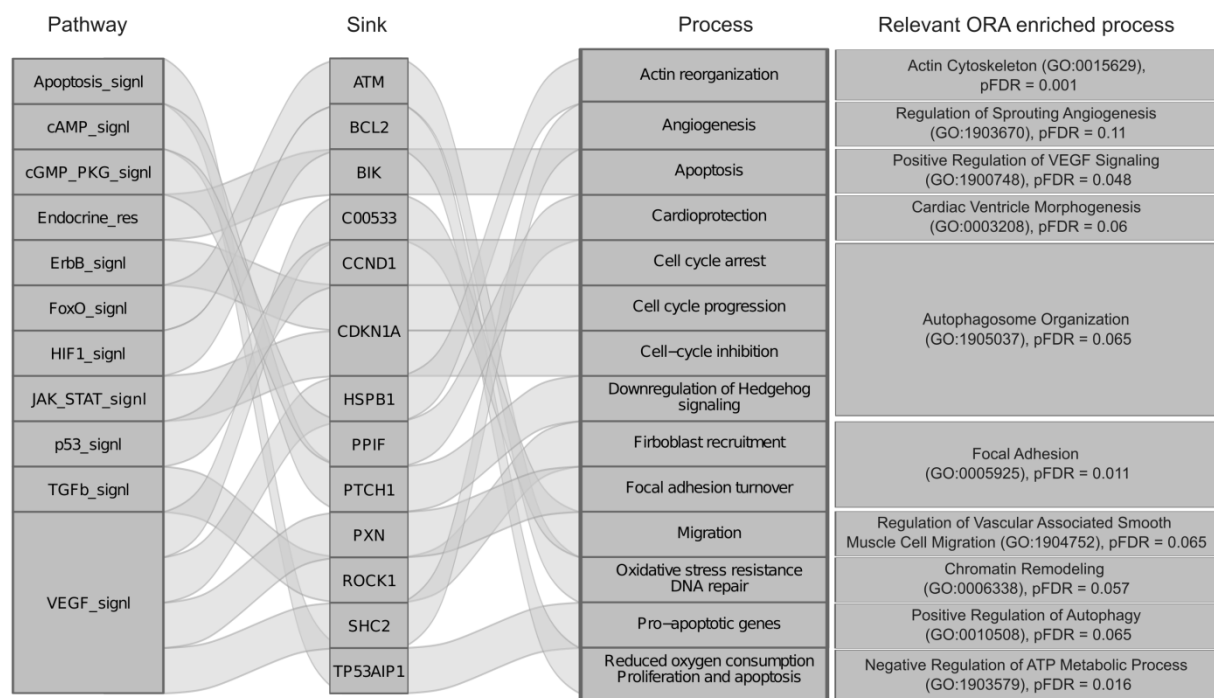 Pathway
Sink
Process
Relevant ORA enriched process
Apoptosis_signl
cAMP_signl
cGMP_PKG_signl
Endocrine_res
ErbB_signl
FoxO_signl
HIF1_signl
JAK_STAT_signl
p53_signl
TGFb_signl
VEGF_signl
ATM
BCL2
BIK
C00533
CCND1
CDKN1A
HSPB1
PPIF
PTCH1
PXN
ROCK1
SHC2
TP53AIP1
Actin reorganization
Angiogenesis
Apoptosis
Cardioprotection
Cell cycle arrest
Cell cycle progression
Cell-cycle inhibition
Downregulation of Hedgehog
signaling
Firboblast recruitment
Focal adhesion turnover
Migration
Oxidative stress resistance
DNA repair
Pro-apoptotic genes
Reduced oxygen consumption
Proliferation and apoptosis
Actin Cytoskeleton (GO:0015629),
pFDR = 0.001
Regulation of Sprouting Angiogenesis
(GO:1903670), pFDR = 0.11
Positive Regulation of VEGF Signaling
(GO:1900748), pFDR = 0.048
Cardiac Ventricle Morphogenesis
(GO:0003208), pFDR = 0.06
Autophagosome Organization
(GO:1905037), pFDR = 0.065
Focal Adhesion
(GO:0005925), pFDR = 0.011
Regulation of Vascular Associated Smooth
Muscle Cell Migration (GO:1904752), pFDR = 0.065
Chromatin Remodeling
(GO:0006338), pFDR = 0.057
Positive Regulation of Autophagy
(GO:0010508), pFDR = 0.065
Negative Regulation of ATP Metabolic Process
(GO:1903579), pFDR = 0.016